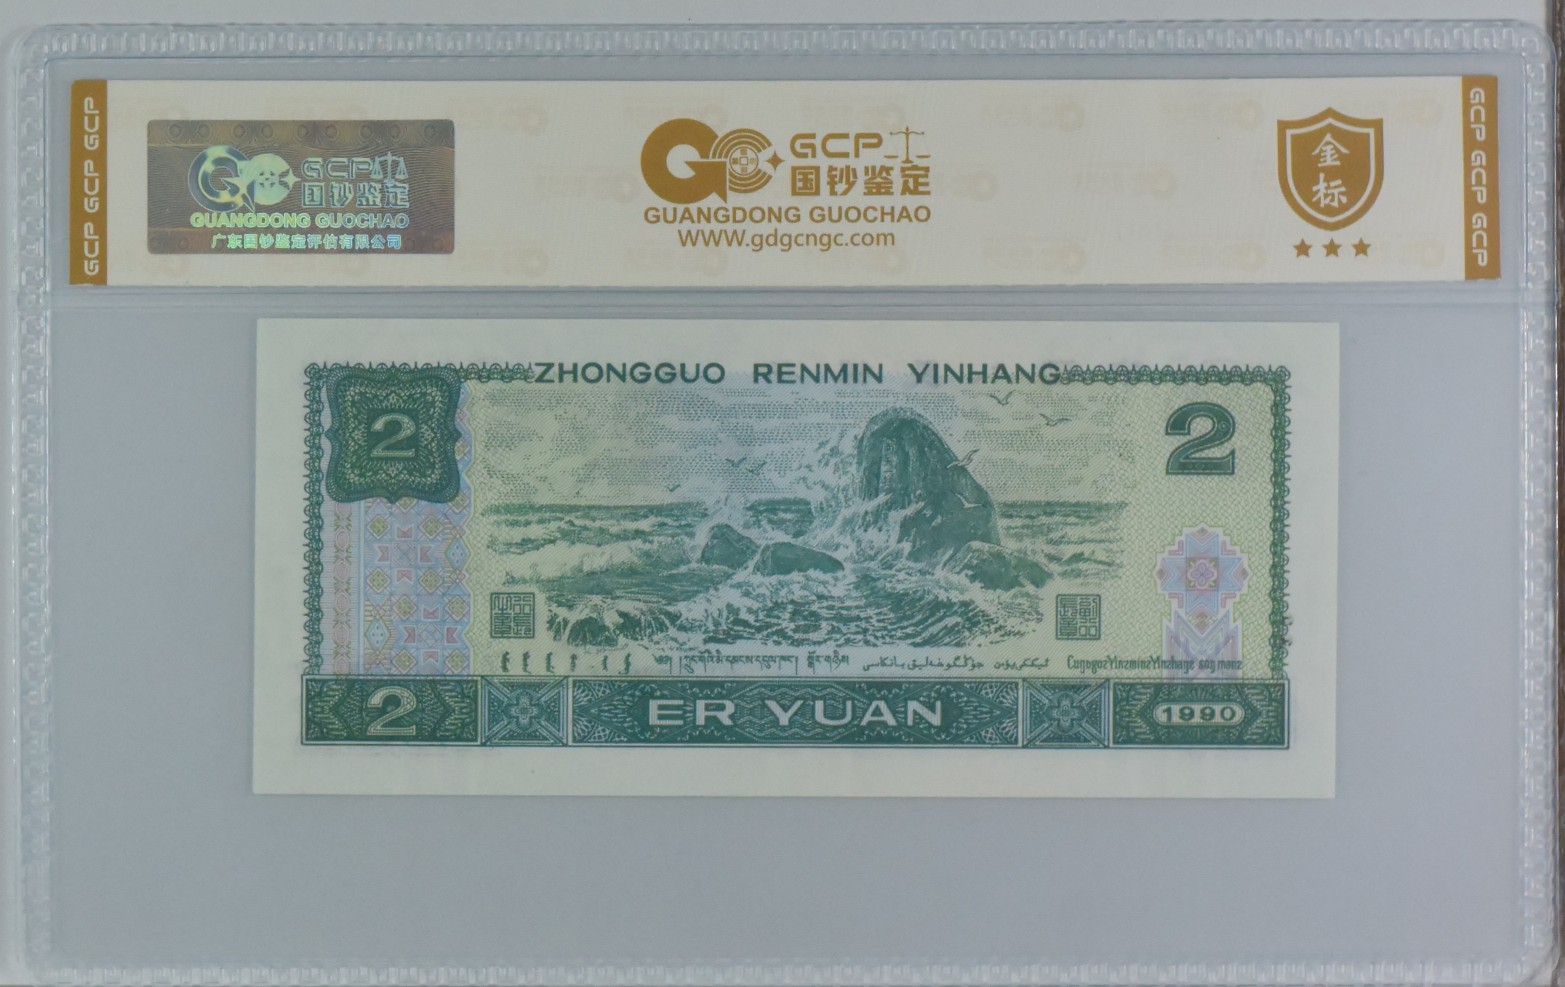 GCP GCP GCP
GCP
国钞鉴定
GUANGDONG GUOCHAO
广东国钞鉴定评估有限公司
GCP
国钞鉴定
GUANGDONG GUOCHAO
WWW.gdgcngc.com
金
标
GCP GCP GCP
ZHONGGUO RENMIN YINHANG
2
2
2
ER YUAN
1990